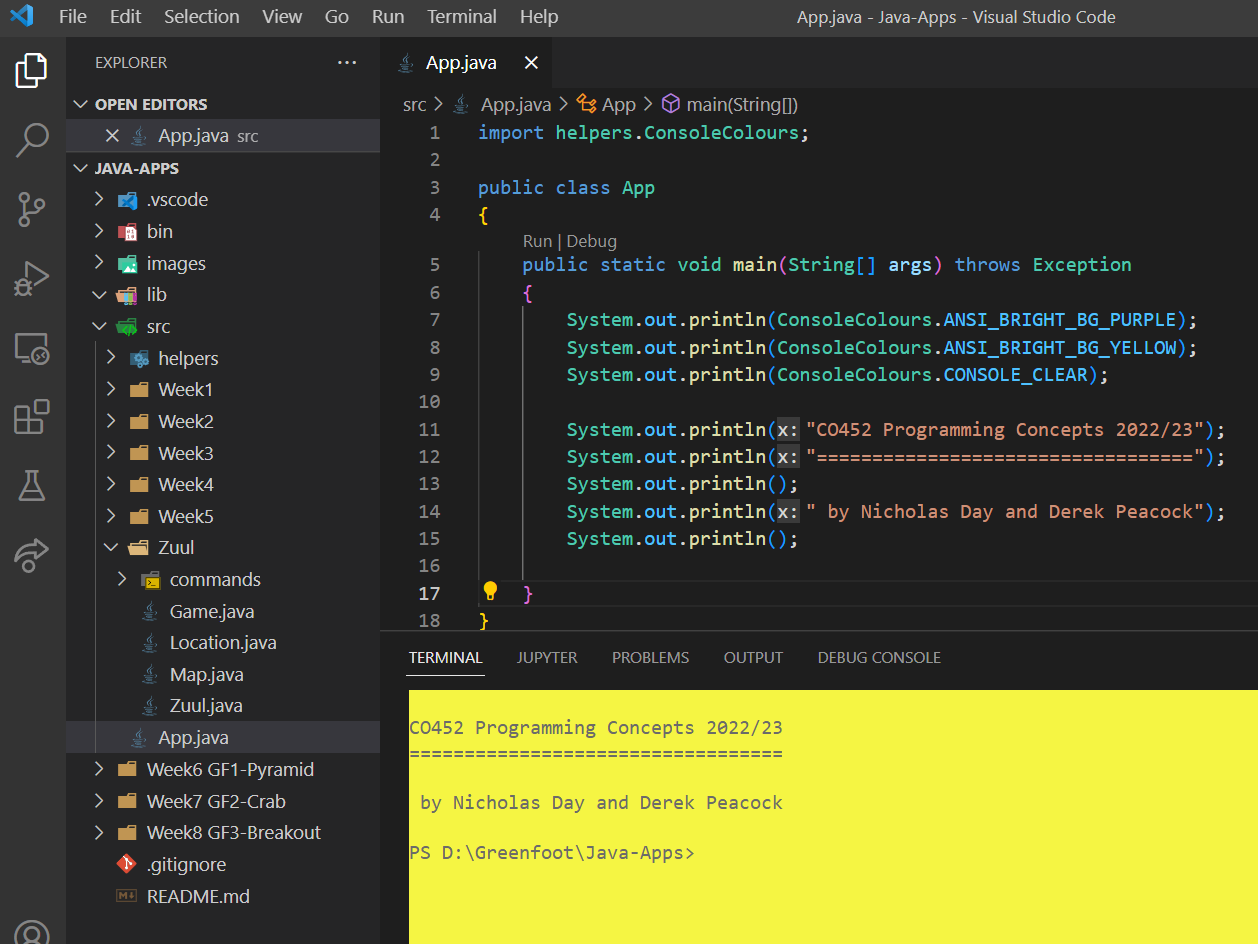 File Edit Selection View Go Run Terminal Help App.java - Java-Apps - Visual Studio Code
EXPLORER ...
OPEN EDITORS
App.java src
JAVA-APPS
.vscode
bin
images
lib
src
helpers
Week1
Week2
Week3
Week4
Week5
Zuul
commands
Game.java
Location.java
Map.java
Zuul.java
App.java
Week6 GF1-Pyramid
Week7 GF2-Crab
Week8 GF3-Breakout
.gitignore
README.md
App.java
src > App.java > App > main(String[])
1 import helpers.ConsoleColours;
2
3 public class App
4 {
Run | Debug
5 public static void main(String[] args) throws Exception
6 {
7 System.out.println(ConsoleColours.ANSI_BRIGHT_BG_PURPLE);
8 System.out.println(ConsoleColours.ANSI_BRIGHT_BG_YELLOW);
9 System.out.println(ConsoleColours.CONSOLE_CLEAR);
10
11 System.out.println(x: "CO452 Programming Concepts 2022/23");
12 System.out.println(x: "==================================");
13 System.out.println();
14 System.out.println(x: " by Nicholas Day and Derek Peacock");
15 System.out.println();
16
17 }
18 }
TERMINAL JUPYTER PROBLEMS OUTPUT DEBUG CONSOLE
CO452 Programming Concepts 2022/23
==================================
by Nicholas Day and Derek Peacock
PS D:\Greenfoot\Java-Apps>